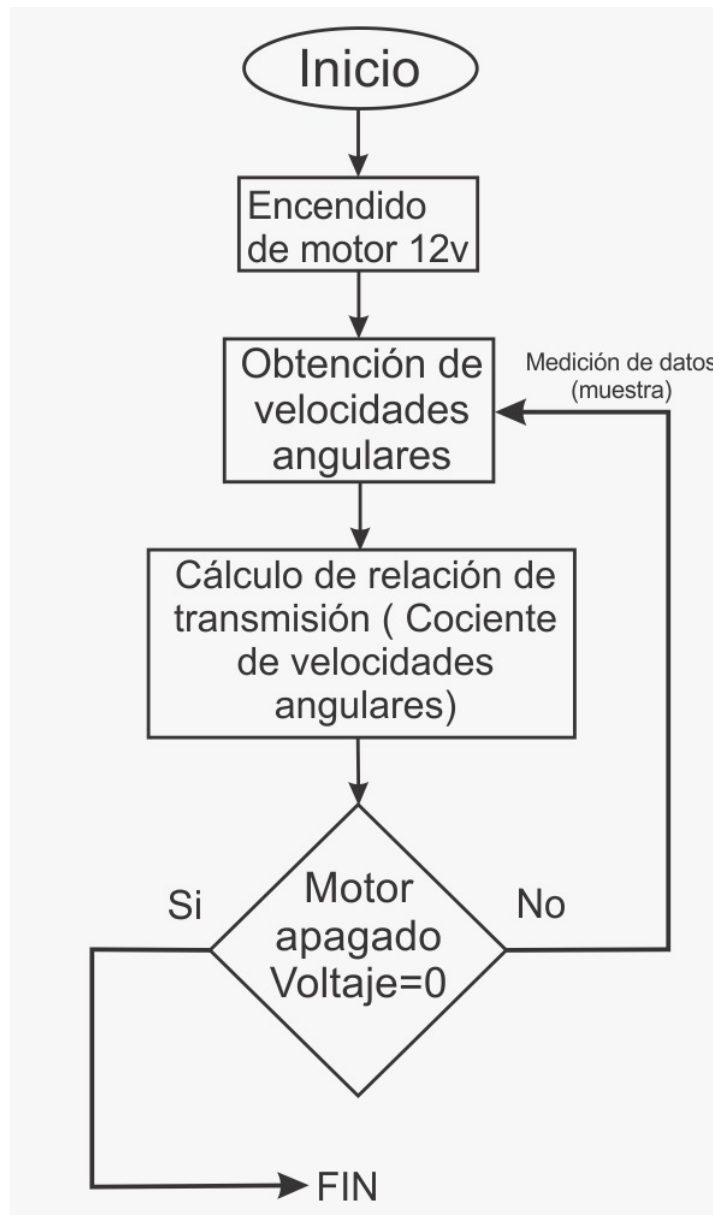 Inicio
Encendido
de motor 12v
Obtención de
velocidades
angulares
Medición de datos
(muestra)
Cálculo de relación de
transmisión ( Cociente
de velocidades
angulares)
Si
Motor
apagado
Voltaje=0
No
FIN